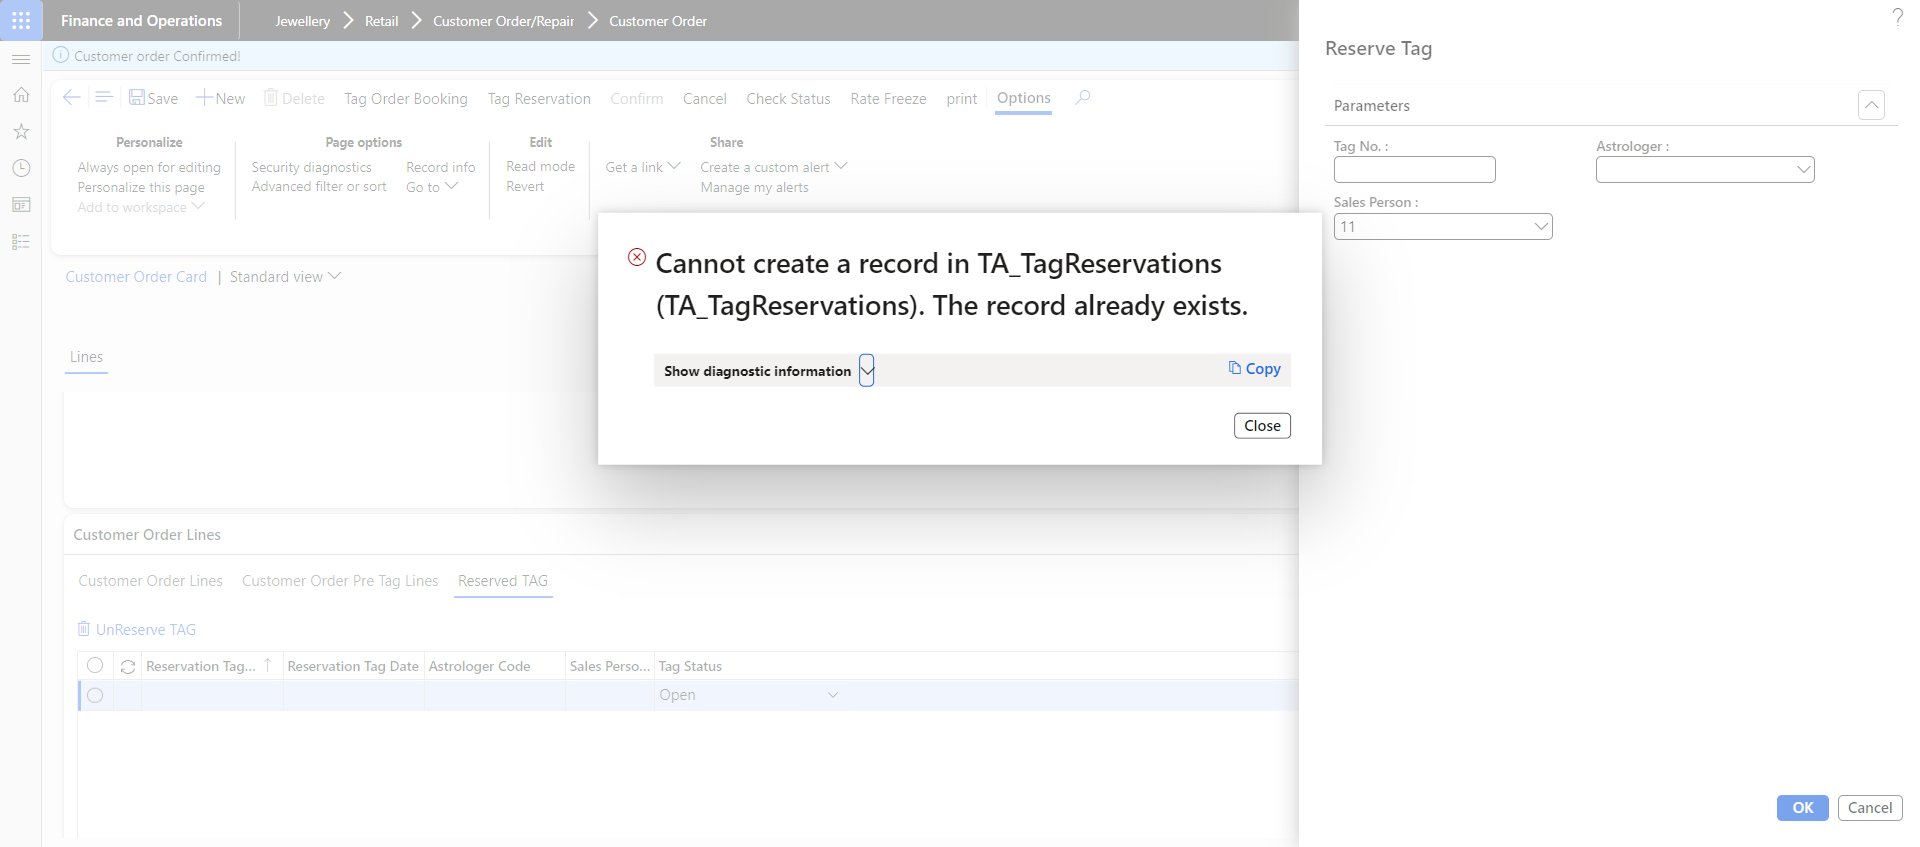 Finance and Operations
Jewellery Retail Customer Order/Repair Customer Order
?
Customer order Confirmed!
Save New Delete Tag Order Booking Tag Reservation Confirm Cancel Check Status Rate Freeze print Options
Personalize
Always open for editing
Personalize this page
Add to workspace
Page options
Security diagnostics Record info
Advanced filter or sort Go to
Edit
Read mode
Revert
Get a link
Share
Create a custom alert
Manage my alerts
Customer Order Card | Standard view
Lines
Customer Order Lines
Customer Order Lines Customer Order Pre Tag Lines Reserved TAG
UnReserve TAG
Reservation Tag... Reservation Tag Date Astrologer Code Sales Perso... Tag Status
Open
Cannot create a record in TA_TagReservations
(TA_TagReservations). The record already exists.
Show diagnostic information Copy
Close
Reserve Tag
Parameters
Tag No. : Astrologer :
Sales Person :
11
OK Cancel